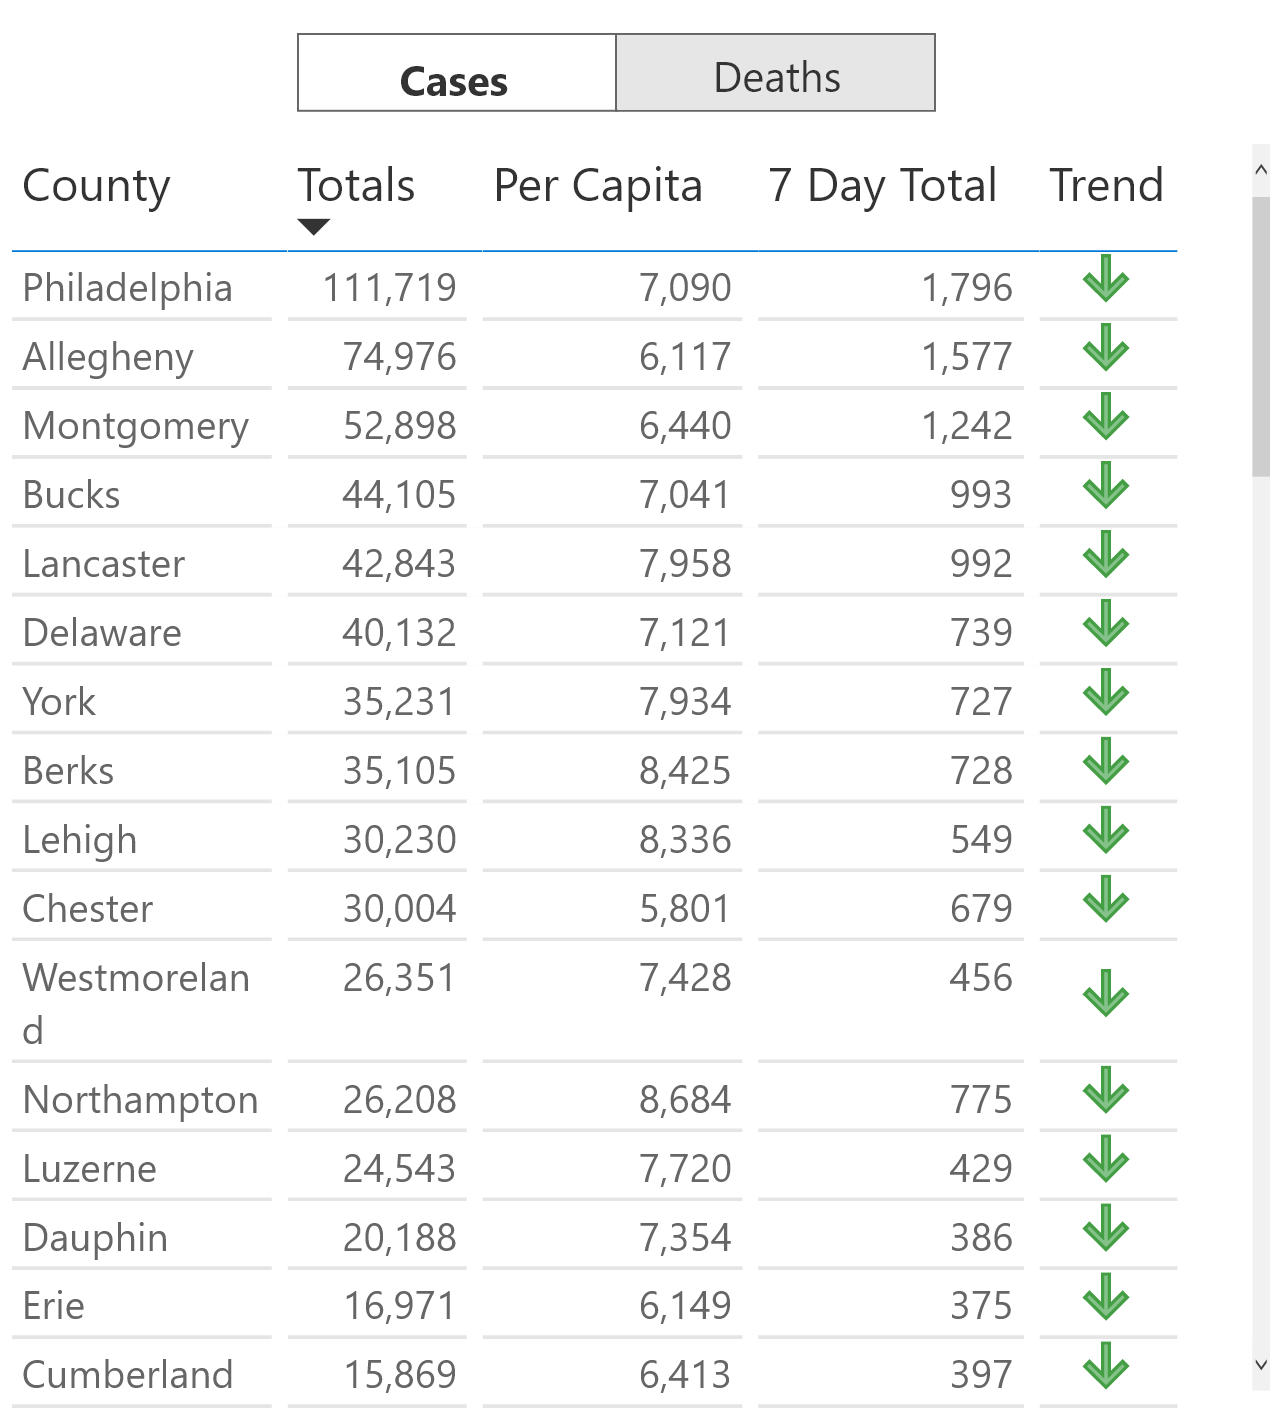 Cases Deaths
County Totals Per Capita 7 Day Total Trend
Philadelphia 111,719 7,090 1,796
Allegheny 74,976 6,117 1,577
Montgomery 52,898 6,440 1,242
Bucks 44,105 7,041 993
Lancaster 42,843 7,958 992
Delaware 40,132 7,121 739
York 35,231 7,934 727
Berks 35,105 8,425 728
Lehigh 30,230 8,336 549
Chester 30,004 5,801 679
Westmorelan 26,351 7,428 456
d
Northampton 26,208 8,684 775
Luzerne 24,543 7,720 429
Dauphin 20,188 7,354 386
Erie 16,971 6,149 375
Cumberland 15,869 6,413 397